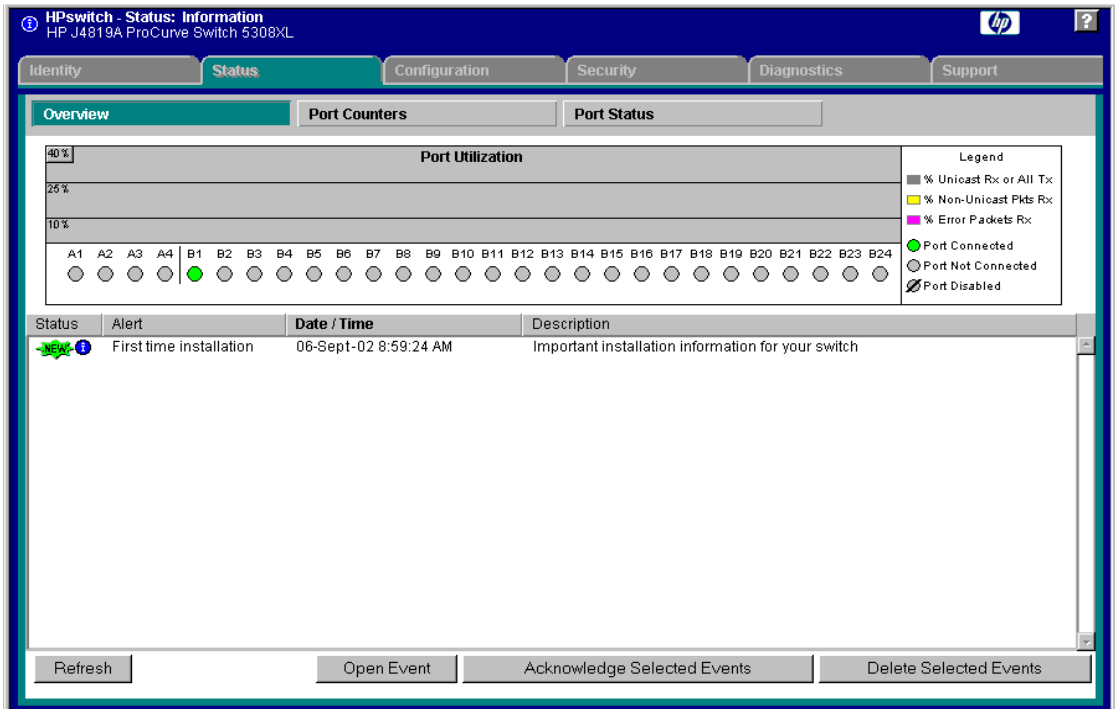 HPswitch - Status: Information
HP J4819A ProCurve Switch 5308XL
hp
?
Identity
Status
Configuration
Security
Diagnostics
Support
Overview
Port Counters
Port Status
Port Utilization
40 %
25 %
10 %
A1 A2 A3 A4 B1 B2 B3 B4 B5 B6 B7 B8 B9 B10 B11 B12 B13 B14 B15 B16 B17 B18 B19 B20 B21 B22 B23 B24
Legend
% Unicast Rx or All Tx
% Non-Unicast Pkts Rx
% Error Packets Rx
Port Connected
Port Not Connected
Port Disabled
Status Alert Date / Time Description
NEW i First time installation 06-Sept-02 8:59:24 AM Important installation information for your switch
Refresh
Open Event
Acknowledge Selected Events
Delete Selected Events